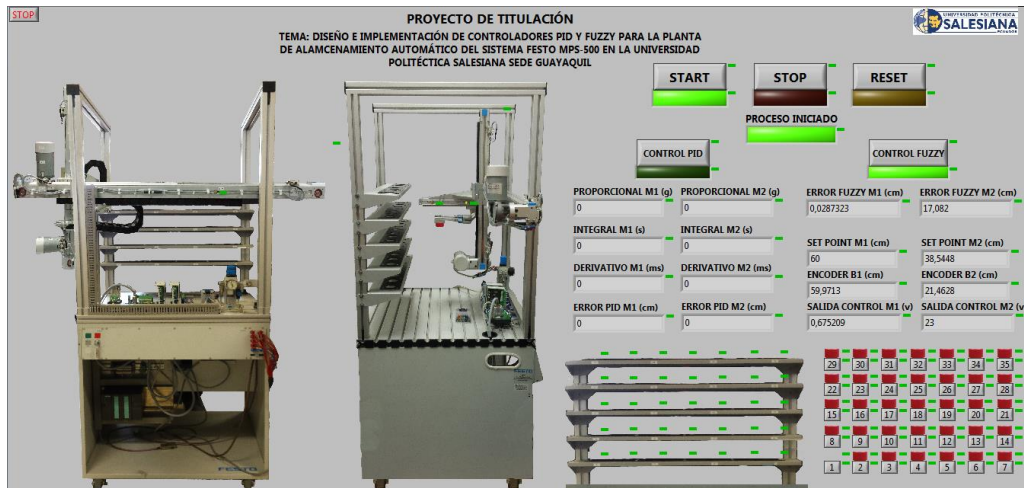 STOP
PROYECTO DE TITULACIÓN
TEMA: DISEÑO E IMPLEMENTACIÓN DE CONTROLADORES PID Y FUZZY PARA LA PLANTA
DE ALAMCENAMIENTO AUTOMÁTICO DEL SISTEMA FESTO MPS-500 EN LA UNIVERSIDAD
POLITÉCTICA SALESIANA SEDE GUAYAQUIL
UNIVERSIDAD POLITÉCNICA
SALESIANA
ECUADOR
START STOP RESET
PROCESO INICIADO
CONTROL PID CONTROL FUZZY
PROPORCIONAL M1 (g) PROPORCIONAL M2 (g) ERROR FUZZY M1 (cm) ERROR FUZZY M2 (cm)
0 0 0,0287323 17,082
INTEGRAL M1 (s) INTEGRAL M2 (s) SET POINT M1 (cm) SET POINT M2 (cm)
0 0 60 38,5448
DERIVATIVO M1 (ms) DERIVATIVO M2 (ms) ENCODER B1 (cm) ENCODER B2 (cm)
0 0 59,9713 21,4628
ERROR PID M1 (cm) ERROR PID M2 (cm) SALIDA CONTROL M1 (v) SALIDA CONTROL M2 (v
0 0 0,675209 23
29 30 31 32 33 34 35
22 23 24 25 26 27 28
15 16 17 18 19 20 21
8 9 10 11 12 13 14
1 2 3 4 5 6 7
FESTO
FESTO